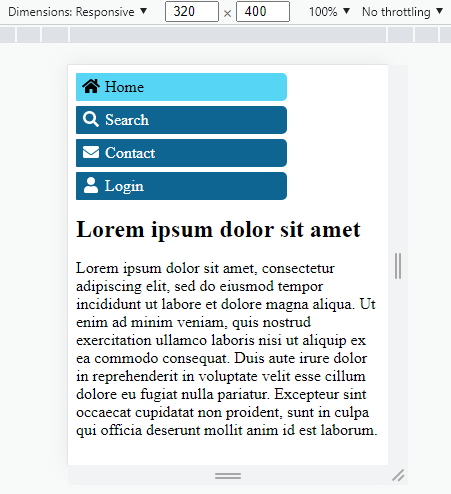 Dimensions: Responsive ▼ 320 × 400 100% ▼ No throttling ▼
Home
Search
Contact
Login
Lorem ipsum dolor sit amet
Lorem ipsum dolor sit amet, consectetur
adipiscing elit, sed do eiusmod tempor
incididunt ut labore et dolore magna aliqua. Ut
enim ad minim veniam, quis nostrud
exercitation ullamco laboris nisi ut aliquip ex
ea commodo consequat. Duis aute irure dolor
in reprehenderit in voluptate velit esse cillum
dolore eu fugiat nulla pariatur. Excepteur sint
occaecat cupidatat non proident, sunt in culpa
qui officia deserunt mollit anim id est laborum.